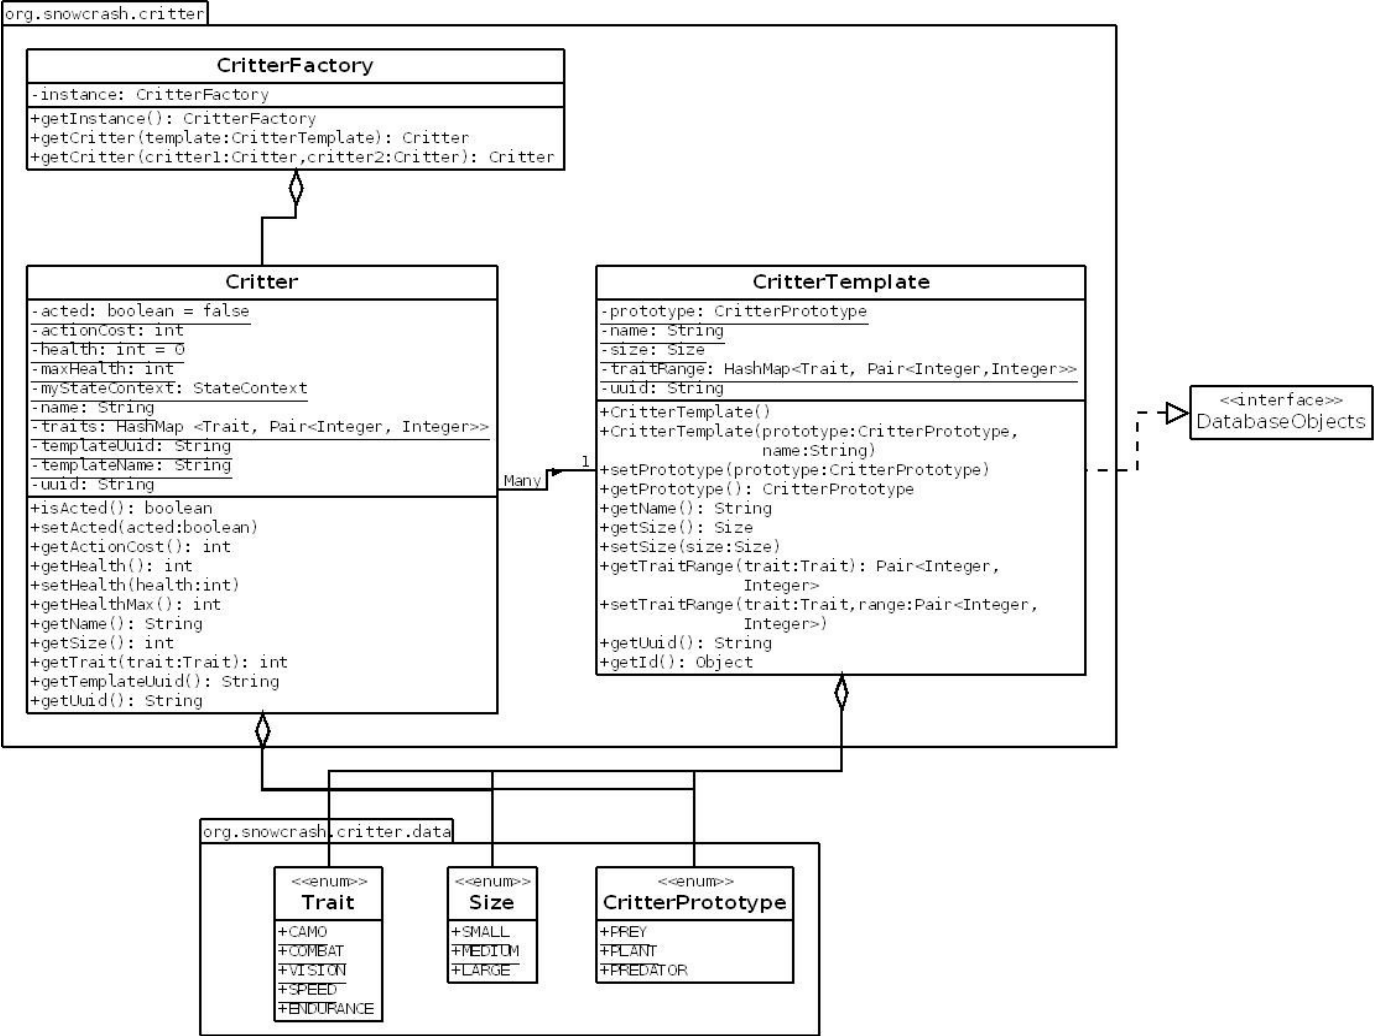 org.snowcrash.critter
CritterFactory
-instance: CritterFactory
+getInstance(): CritterFactory
+getCritter(template:CritterTemplate): Critter
+getCritter(critter1:Critter,critter2:Critter): Critter
Critter
-acted: boolean = false
-actionCost: int
-health: int = 0
-maxHealth: int
-myStateContext: StateContext
-name: String
-traits: HashMap <Trait, Pair<Integer, Integer>>
-templateUuid: String
-templateName: String
-uuid: String
+isActed(): boolean
+setActed(acted:boolean)
+getActionCost(): int
+getHealth(): int
+setHealth(health:int)
+getHealthMax(): int
+getName(): String
+getSize(): int
+getTrait(trait:Trait): int
+getTemplateUuid(): String
+getUuid(): String
Many
1
CritterTemplate
-prototype: CritterPrototype
-name: String
-size: Size
-traitRange: HashMap<Trait, Pair<Integer,Integer>>
-uuid: String
+CritterTemplate()
+CritterTemplate(prototype:CritterPrototype,
name:String)
+setPrototype(prototype:CritterPrototype)
+getPrototype(): CritterPrototype
+getName(): String
+getSize(): Size
+setSize(size:Size)
+getTraitRange(trait:Trait): Pair<Integer,
Integer>
+setTraitRange(trait:Trait,range:Pair<Integer,
Integer>)
+getUuid(): String
+getId(): Object
<<interface>>
DatabaseObjects
org.snowcrash.critter.data
<<enum>>
Trait
+CAMO
+COMBAT
+VISION
+SPEED
+ENDURANCE
<<enum>>
Size
+SMALL
+MEDIUM
+LARGE
<<enum>>
CritterPrototype
+PREY
+PLANT
+PREDATOR